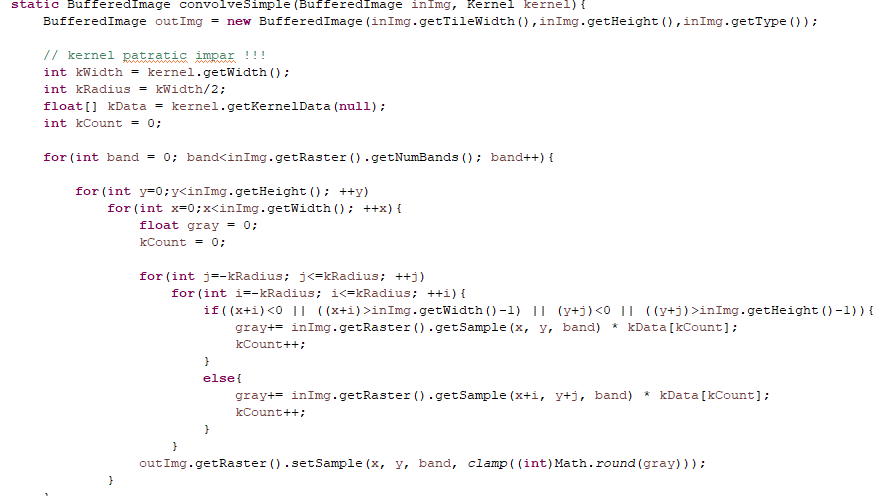 static BufferedImage convolveSimple(BufferedImage inImg, Kernel kernel){
BufferedImage outImg = new BufferedImage(inImg.getTileWidth(),inImg.getHeight(),inImg.getType());
// kernel patratic impar !!!
int kWidth = kernel.getWidth();
int kRadius = kWidth/2;
float[] kData = kernel.getKernelData(null);
int kCount = 0;
for(int band = 0; band<inImg.getRaster().getNumBands(); band++){
for(int y=0;y<inImg.getHeight(); ++y)
for(int x=0;x<inImg.getWidth(); ++x){
float gray = 0;
kCount = 0;
for(int j=-kRadius; j<=kRadius; ++j)
for(int i=-kRadius; i<=kRadius; ++i){
if((x+i)<0 || ((x+i)>inImg.getWidth()-1) || (y+j)<0 || ((y+j)>inImg.getHeight()-1)){
gray+= inImg.getRaster().getSample(x, y, band) * kData[kCount];
kCount++;
}
else{
gray+= inImg.getRaster().getSample(x+i, y+j, band) * kData[kCount];
kCount++;
}
}
outImg.getRaster().setSample(x, y, band, clamp((int)Math.round(gray)));
}